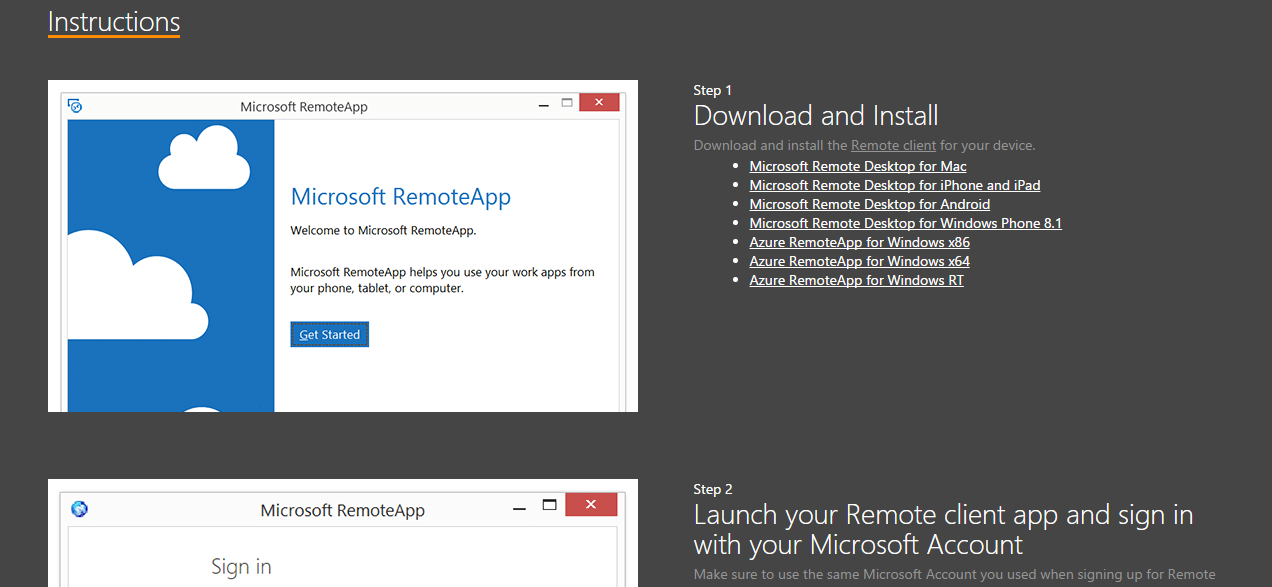 Instructions
Microsoft RemoteApp
Microsoft RemoteApp
Welcome to Microsoft RemoteApp.
Microsoft RemoteApp helps you use your work apps from
your phone, tablet, or computer.
Get Started
Step 1
Download and Install
Download and install the Remote client for your device.
Microsoft Remote Desktop for Mac
Microsoft Remote Desktop for iPhone and iPad
Microsoft Remote Desktop for Android
Microsoft Remote Desktop for Windows Phone 8.1
Azure RemoteApp for Windows x86
Azure RemoteApp for Windows x64
Azure RemoteApp for Windows RT
Microsoft RemoteApp
Sign in
Step 2
Launch your Remote client app and sign in
with your Microsoft Account
Make sure to use the same Microsoft Account you used when signing up for Remote